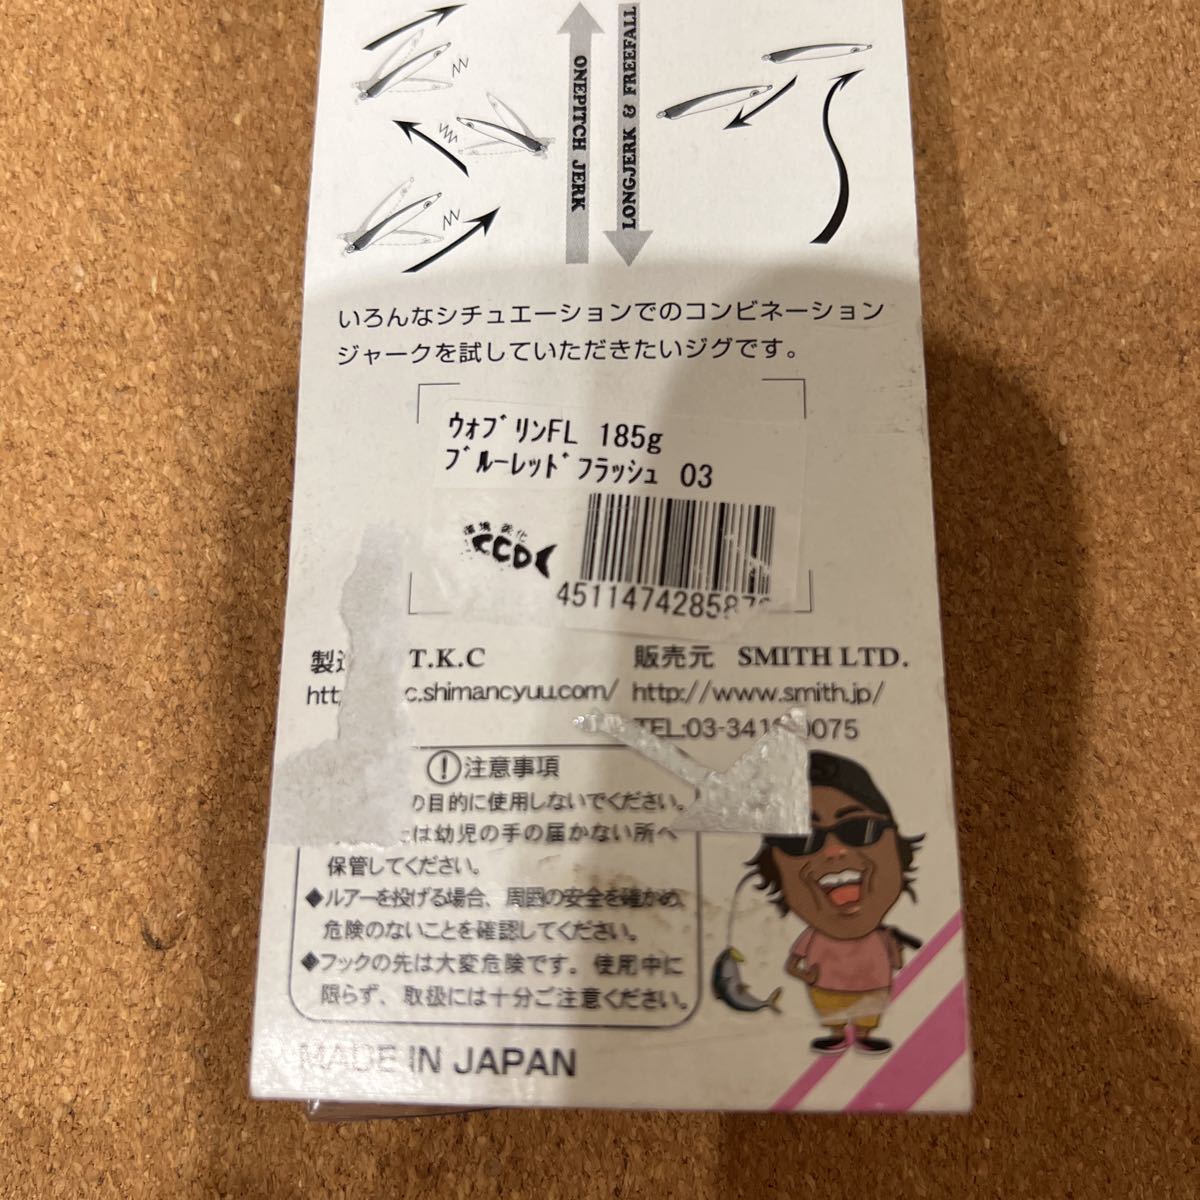 ONEPITCH JERK
LONGJERK & FREEFALL
いろんなシチュエーションでのコンビネーション
ジャークを試していただきたいジグです。
ｳｫﾌﾞﾘﾝFL 185g
ﾌﾞﾙｰﾚｯﾄﾞﾌﾗｯｼｭ 03
環境・美化
CCD
451147428587
T.K.C
販売元 SMITH LTD.
c.shimancyuu.com/
http://www.smith.jp/
0075
注意事項
の目的に使用しないでください。
は幼児の手の届かない所へ
保管してください。
◆ルアーを投げる場合、周囲の安全を確かめ、
危険のないことを確認してください。
◆フックの先は大変危険です。使用中に
限らず、取扱には十分ご注意ください。
MADE IN JAPAN